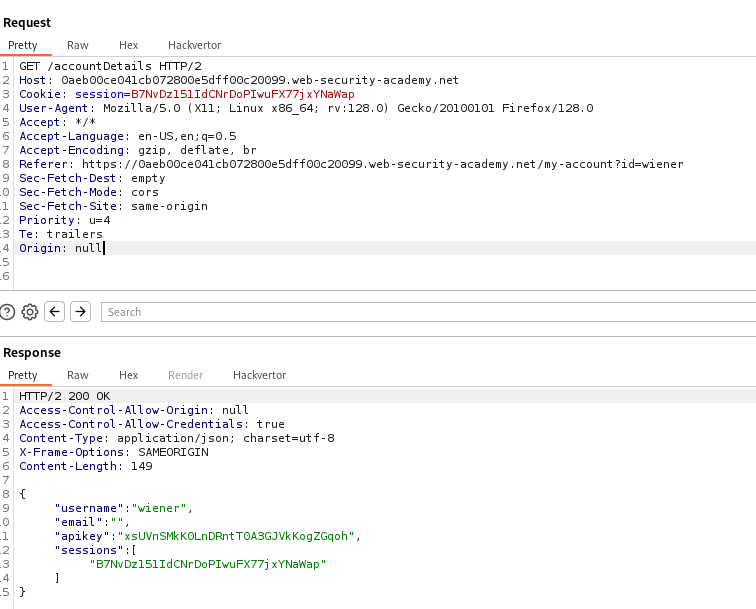 Request
Pretty Raw Hex Hackvertor
1 GET /accountDetails HTTP/2
2 Host: 0aeb00ce041cb072800e5dff00c20099.web-security-academy.net
3 Cookie: session=B7NvDz151IdCNrDoPIwuFX77jxYNaWap
4 User-Agent: Mozilla/5.0 (X11; Linux x86_64; rv:128.0) Gecko/20100101 Firefox/128.0
5 Accept: */*
6 Accept-Language: en-US,en;q=0.5
7 Accept-Encoding: gzip, deflate, br
8 Referer: https://0aeb00ce041cb072800e5dff00c20099.web-security-academy.net/my-account?id=wiener
9 Sec-Fetch-Dest: empty
0 Sec-Fetch-Mode: cors
1 Sec-Fetch-Site: same-origin
2 Priority: u=4
3 Te: trailers
4 Origin: null
5
6
Search
Response
Pretty Raw Hex Render Hackvertor
1 HTTP/2 200 OK
2 Access-Control-Allow-Origin: null
3 Access-Control-Allow-Credentials: true
4 Content-Type: application/json; charset=utf-8
5 X-Frame-Options: SAMEORIGIN
6 Content-Length: 149
7
8 {
9 "username":"wiener",
0 "email":"",
1 "apikey":"xsUVnSMkK0LnDRntT0A3GJVkKogZGqoh",
2 "sessions":[
3 "B7NvDz151IdCNrDoPIwuFX77jxYNaWap"
4 ]
5 }